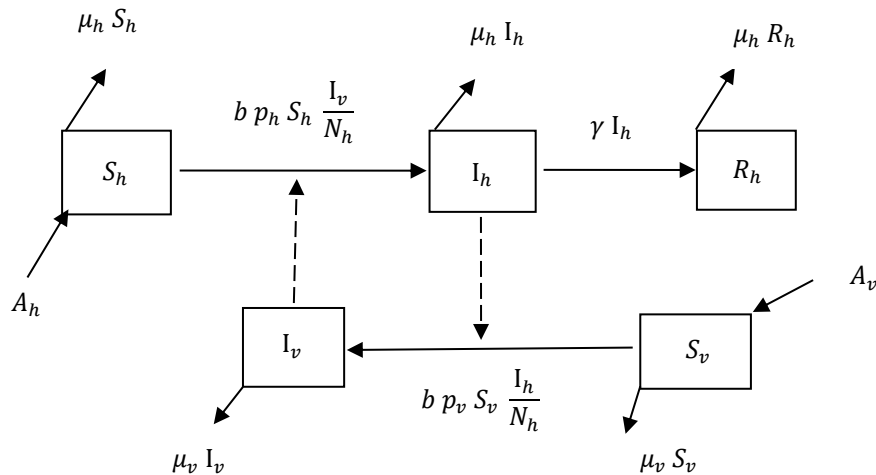 μ_h S_h
μ_h I_h
μ_h R_h
b p_h S_h I_v/N_h
γ I_h
S_h
I_h
R_h
A_h
A_v
I_v
S_v
b p_v S_v I_h/N_h
μ_v I_v
μ_v S_v